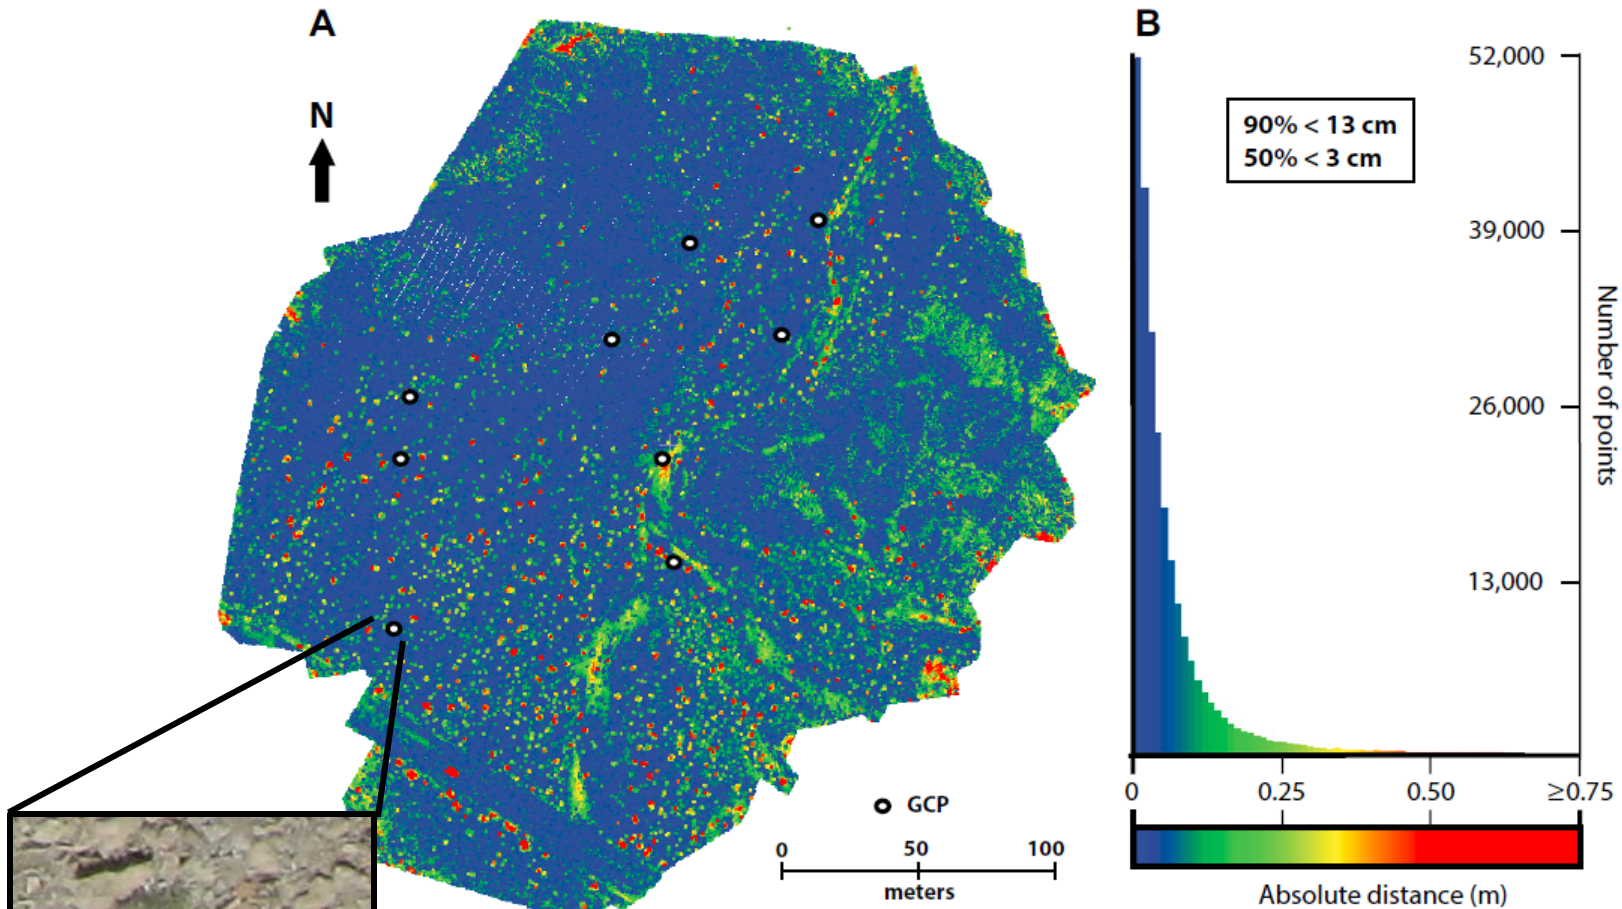 A
N
GCP
0 50 100
meters
B
52,000
90% < 13 cm
50% < 3 cm
39,000
26,000
13,000
Number of points
0 0.25 0.50 ≥0.75
Absolute distance (m)